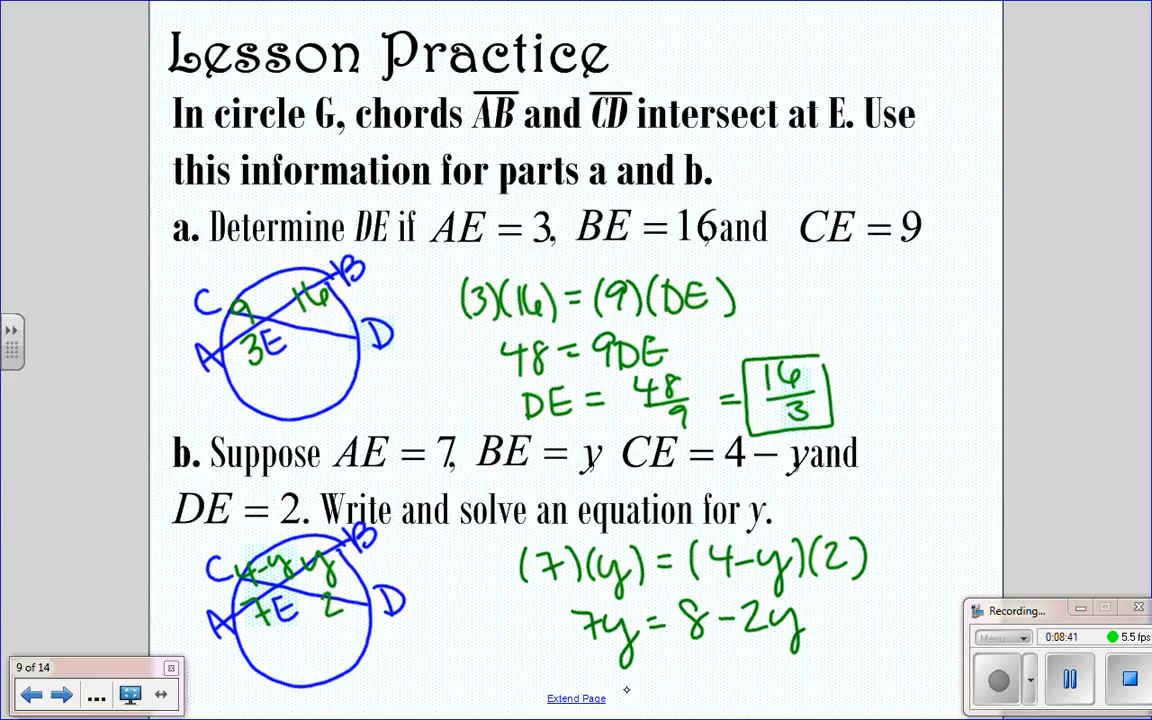 Lesson Practice
In circle G, chords AB and CD intersect at E. Use
this information for parts a and b.
a. Determine DE if AE = 3, BE = 16, and CE = 9
C 9 16 B
A 3 E D
(3)(16) = (9)(DE)
48 = 9DE
DE = 48/9 = 16/3
b. Suppose AE = 7, BE = y, CE = 4 − y, and
DE = 2. Write and solve an equation for y.
C 4-y y B
A 7 E 2 D
(7)(y) = (4-y)(2)
7y = 8-2y
Recording...
Menu
0:08:41
5.5 fps
9 of 14
...
Extend Page